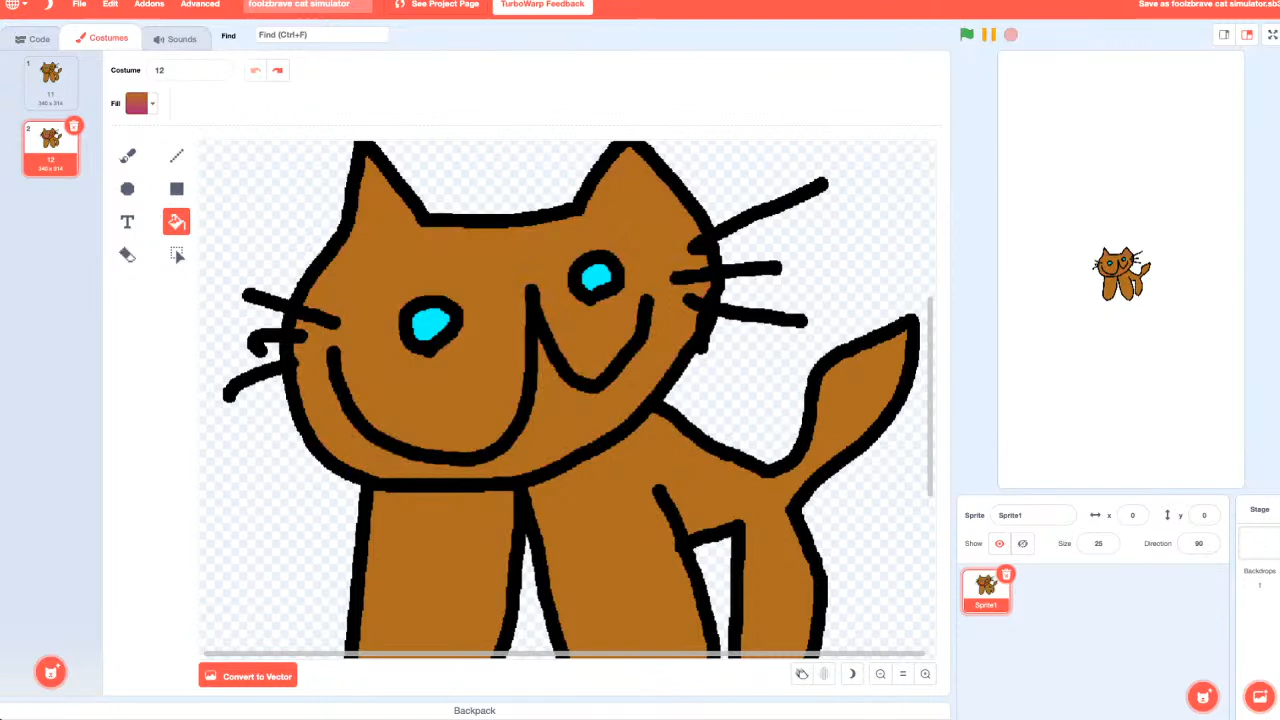 File Edit Addons Advanced foolzbrave cat simulator See Project Page TurboWarp Feedback Save as foolzbrave cat simulator.sb3
Code Costumes Sounds Find Find (Ctrl+F)
1
11
340 x 314
2
12
340 x 314
Costume 12
Fill
T
Convert to Vector
Backpack
Sprite Sprite1 x 0 y 0
Show Size 25 Direction 90
Sprite1
Stage
Backdrops
1